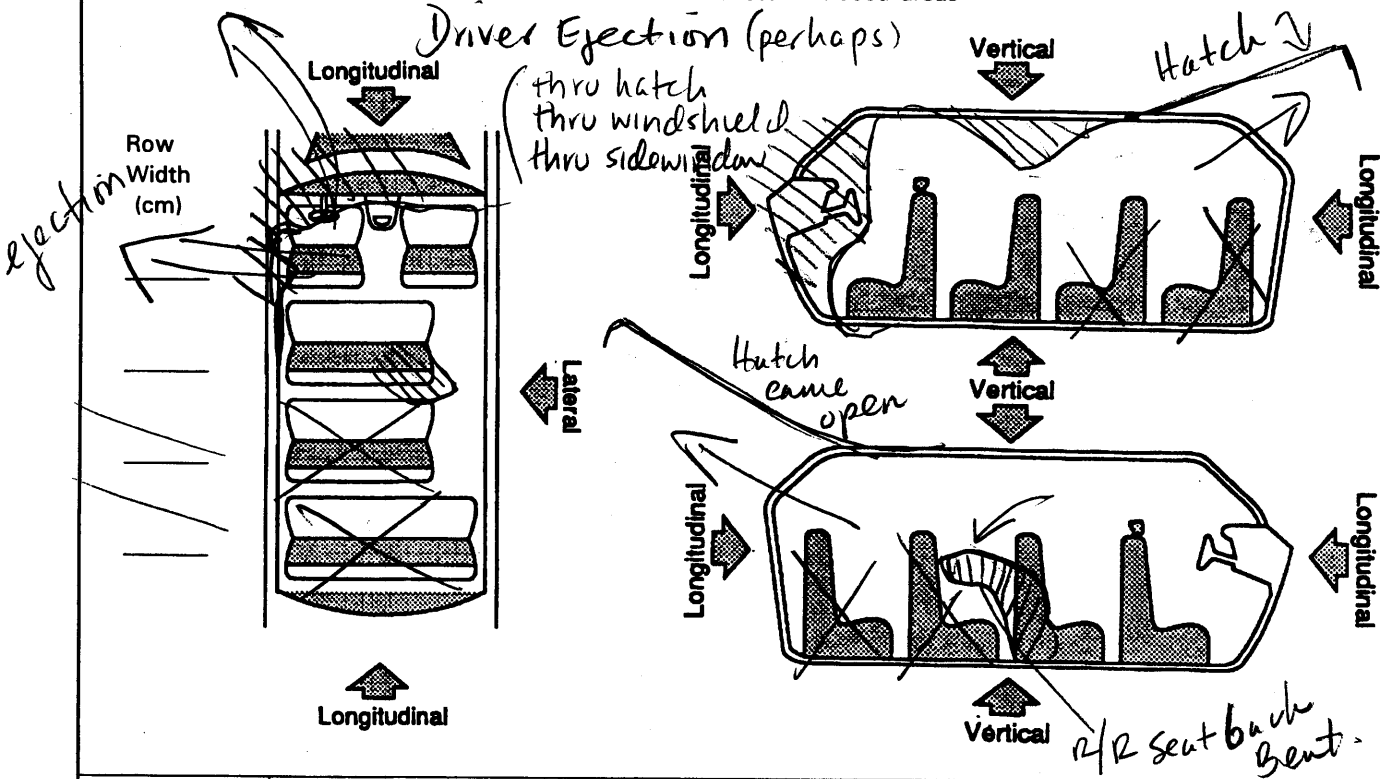 Driver Ejection (perhaps)
thru hatch
thru windshield
thru sidewindow
Longitudinal
Row
Width
(cm)
ejection
Longitudinal
Lateral
Vertical
Hatch
Longitudinal
Longitudinal
Vertical
Hatch
came
open
Longitudinal
Longitudinal
Vertical
R/R seat back
Bent.